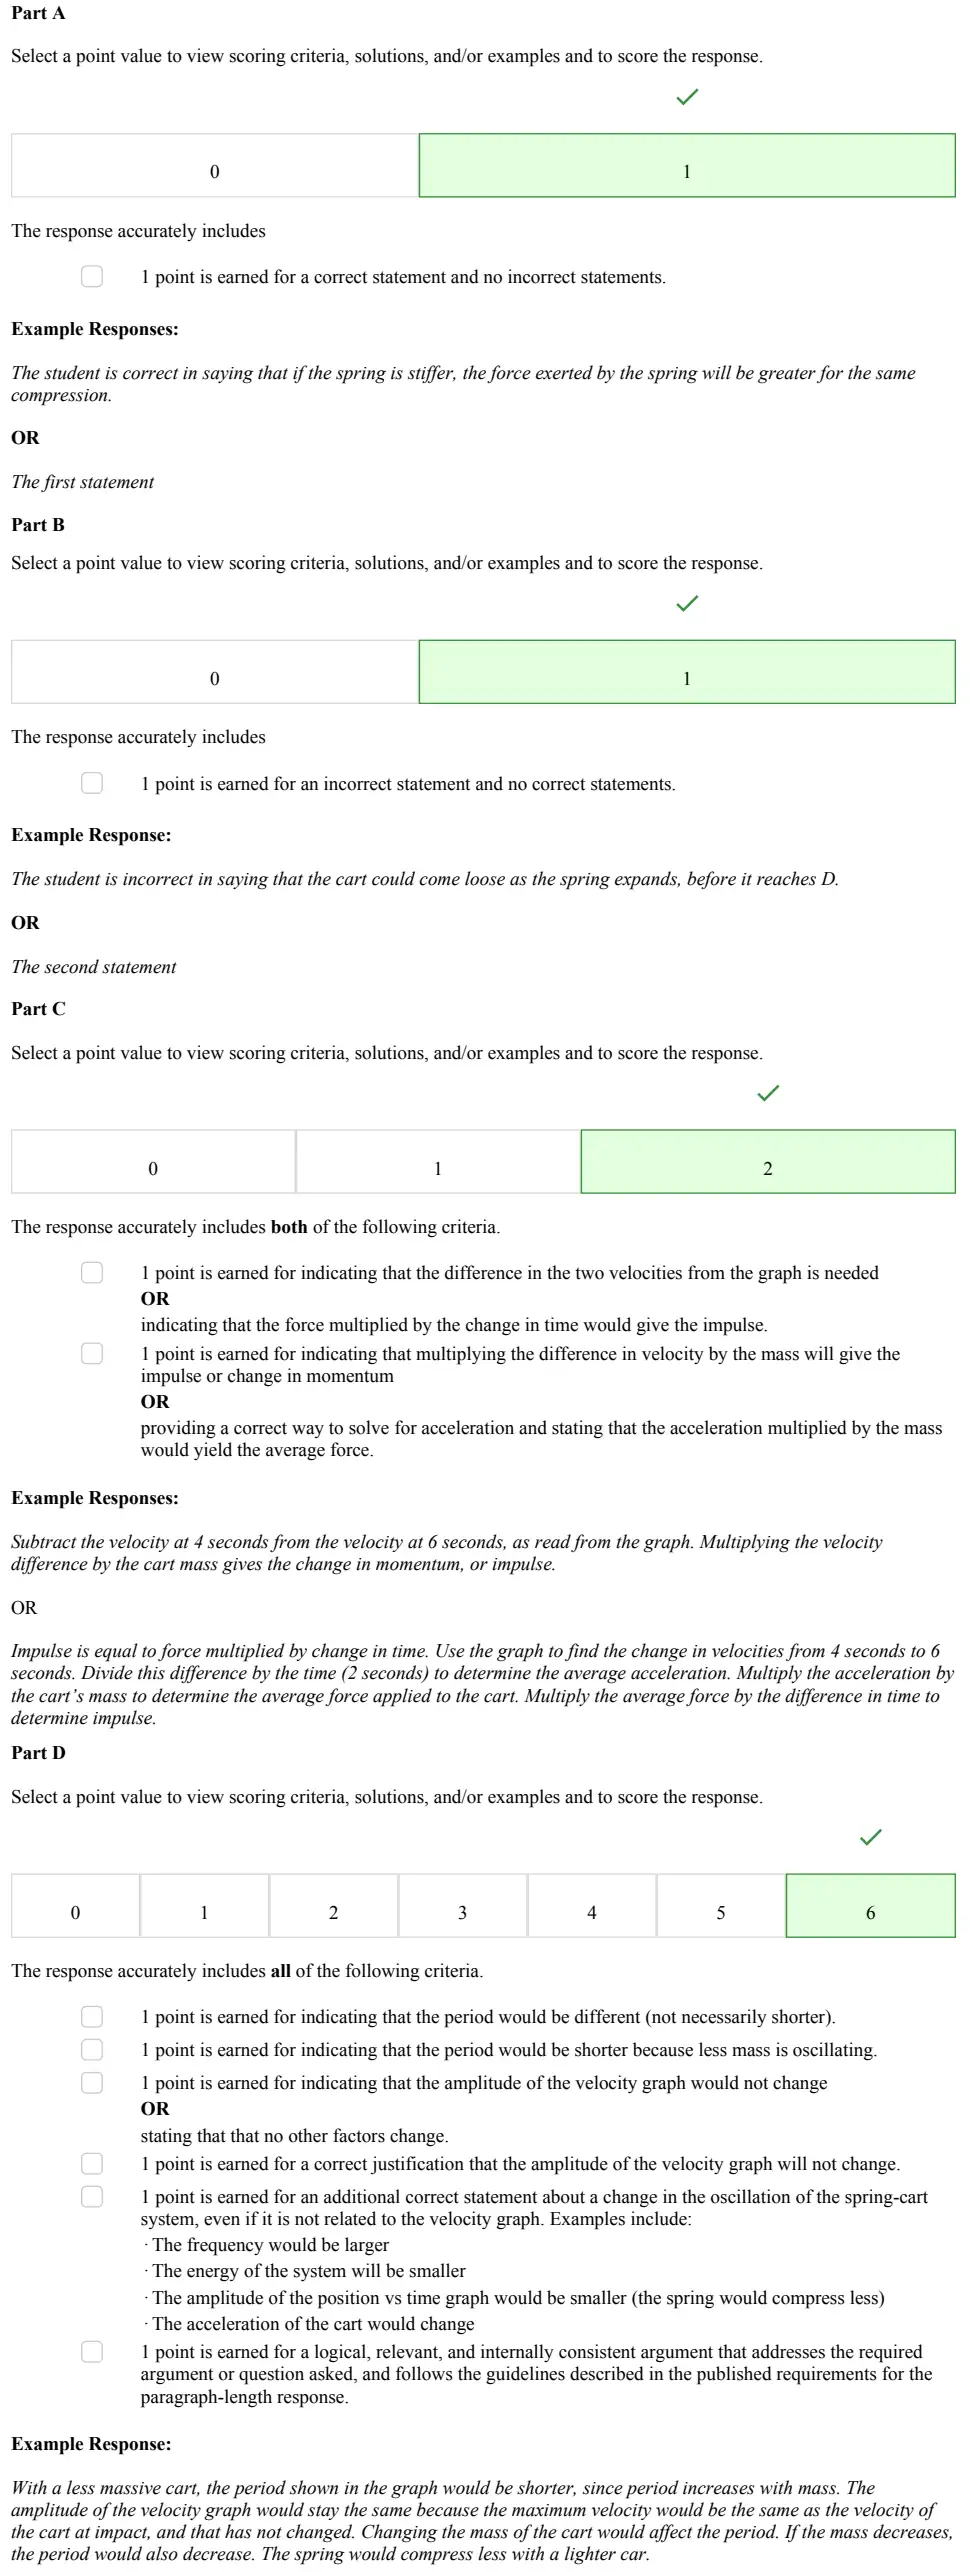 Part A
Select a point value to view scoring criteria, solutions, and/or examples and to score the response.
0
1
The response accurately includes
1 point is earned for a correct statement and no incorrect statements.
Example Responses:
The student is correct in saying that if the spring is stiffer, the force exerted by the spring will be greater for the same
compression.
OR
The first statement
Part B
Select a point value to view scoring criteria, solutions, and/or examples and to score the response.
0
1
The response accurately includes
1 point is earned for an incorrect statement and no correct statements.
Example Response:
The student is incorrect in saying that the cart could come loose as the spring expands, before it reaches D.
OR
The second statement
Part C
Select a point value to view scoring criteria, solutions, and/or examples and to score the response.
0
1
2
The response accurately includes both of the following criteria.
1 point is earned for indicating that the difference in the two velocities from the graph is needed
OR
indicating that the force multiplied by the change in time would give the impulse.
1 point is earned for indicating that multiplying the difference in velocity by the mass will give the
impulse or change in momentum
OR
providing a correct way to solve for acceleration and stating that the acceleration multiplied by the mass
would yield the average force.
Example Responses:
Subtract the velocity at 4 seconds from the velocity at 6 seconds, as read from the graph. Multiplying the velocity
difference by the cart mass gives the change in momentum, or impulse.
OR
Impulse is equal to force multiplied by change in time. Use the graph to find the change in velocities from 4 seconds to 6
seconds. Divide this difference by the time (2 seconds) to determine the average acceleration. Multiply the acceleration by
the cart's mass to determine the average force applied to the cart. Multiply the average force by the difference in time to
determine impulse.
Part D
Select a point value to view scoring criteria, solutions, and/or examples and to score the response.
0
1
2
3
4
5
6
The response accurately includes all of the following criteria.
1 point is earned for indicating that the period would be different (not necessarily shorter).
1 point is earned for indicating that the period would be shorter because less mass is oscillating.
1 point is earned for indicating that the amplitude of the velocity graph would not change
OR
stating that that no other factors change.
1 point is earned for a correct justification that the amplitude of the velocity graph will not change.
1 point is earned for an additional correct statement about a change in the oscillation of the spring-cart
system, even if it is not related to the velocity graph. Examples include:
· The frequency would be larger
· The energy of the system will be smaller
· The amplitude of the position vs time graph would be smaller (the spring would compress less)
· The acceleration of the cart would change
1 point is earned for a logical, relevant, and internally consistent argument that addresses the required
argument or question asked, and follows the guidelines described in the published requirements for the
paragraph-length response.
Example Response:
With a less massive cart, the period shown in the graph would be shorter, since period increases with mass. The
amplitude of the velocity graph would stay the same because the maximum velocity would be the same as the velocity of
the cart at impact, and that has not changed. Changing the mass of the cart would affect the period. If the mass decreases,
the period would also decrease. The spring would compress less with a lighter car.